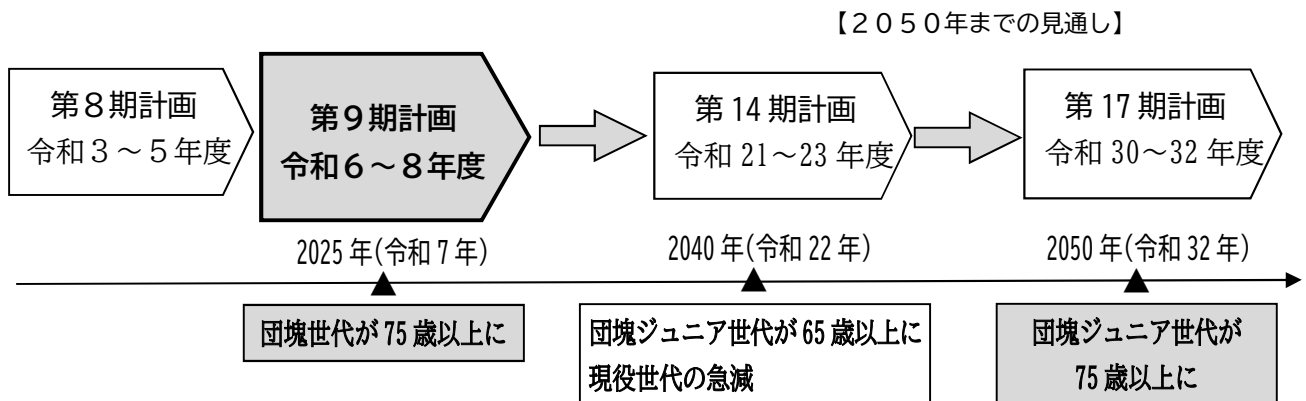 【２０５０年までの見通し】
第８期計画
令和３～５年度
第９期計画
令和６～８年度
第 14 期計画
令和 21～23 年度
第 17 期計画
令和 30～32 年度
2025 年(令和 7 年)
2040 年(令和 22 年)
2050 年(令和 32 年)
団塊世代が 75 歳以上に
団塊ジュニア世代が 65 歳以上に
現役世代の急減
団塊ジュニア世代が
75 歳以上に